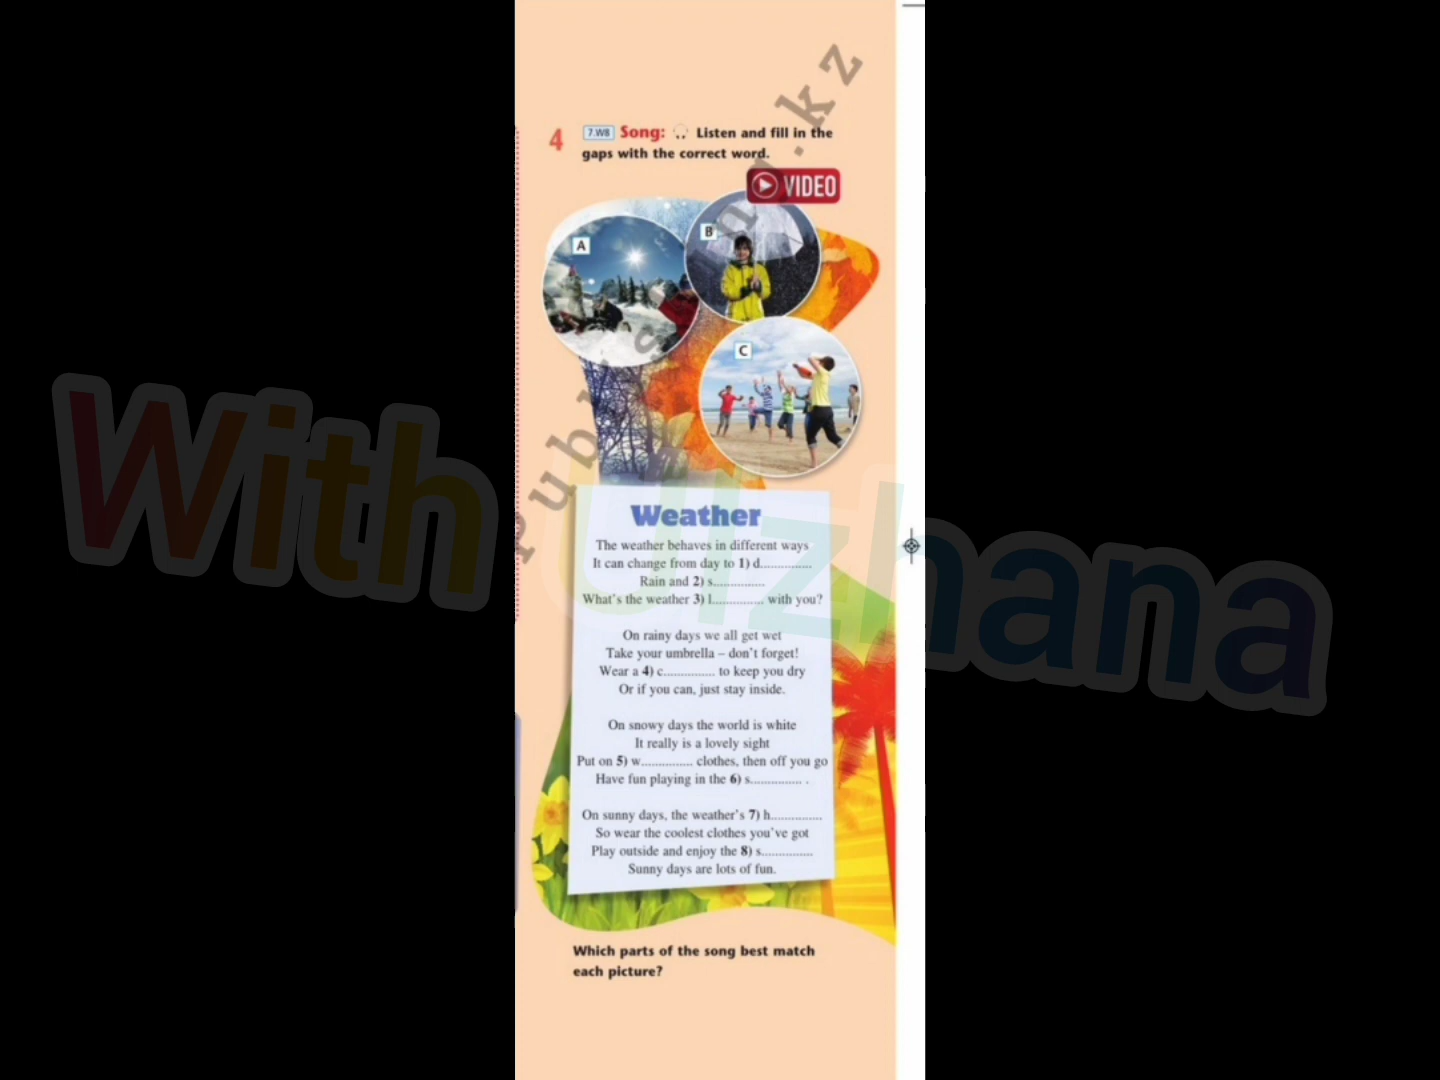 4 7.W8 Song: Listen and fill in the
gaps with the correct word.
VIDEO
A
B
C
Weather
The weather behaves in different ways
It can change from day to 1) d..............
Rain and 2) s..............
What's the weather 3) l.............. with you?
On rainy days we all get wet
Take your umbrella – don't forget!
Wear a 4) c.............. to keep you dry
Or if you can, just stay inside.
On snowy days the world is white
It really is a lovely sight
Put on 5) w.............. clothes, then off you go
Have fun playing in the 6) s.............. .
On sunny days, the weather's 7) h..............
So wear the coolest clothes you've got
Play outside and enjoy the 8) s..............
Sunny days are lots of fun.
Which parts of the song best match
each picture?
With Ulzhana